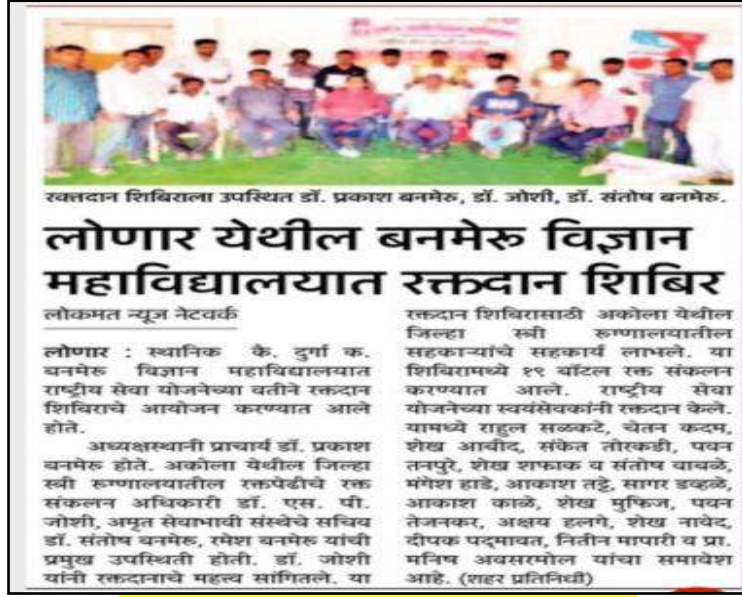 रक्तदान शिबिराला उपस्थित डॉ. प्रकाश बनमेरु, डॉ. जोशी, डॉ. संतोष बनमेरु.
लोणार येथील बनमेरू विज्ञान
महाविद्यालयात रक्तदान शिबिर
लोकमत न्यूज नेटवर्क
लोणार : स्थानिक कै. दुर्गा क.
बनमेरु विज्ञान महाविद्यालयात
राष्ट्रीय सेवा योजनेच्या वतीने रक्तदान
शिबिराचे आयोजन करण्यात आले
होते.
अध्यक्षस्थानी प्राचार्य डॉ. प्रकाश
बनमेरु होते. अकोला येथील जिल्हा
स्त्री रुग्णालयातील रक्तपेढीचे रक्त
संकलन अधिकारी डॉ. एस. पी.
जोशी, अमृत सेवाभावी संस्थेचे सचिव
डॉ. संतोष बनमेरु, रमेश बनमेरु यांची
प्रमुख उपस्थिती होती. डॉ. जोशी
यांनी रक्तदानाचे महत्त्व सांगितले. या
रक्तदान शिबिरासाठी अकोला येथील
जिल्हा स्त्री रुग्णालयातील
सहकाऱ्यांचे सहकार्य लाभले. या
शिबिरामध्ये १९ बॉटल रक्त संकलन
करण्यात आले. राष्ट्रीय सेवा
योजनेच्या स्वयंसेवकांनी रक्तदान केले.
यामध्ये राहुल सळकटे, चेतन कदम,
शेख आबीद, संकेत तोरकडी, पवन
तनपुरे, शेख शफाक व संतोष वाबळे,
मंगेश हाडे, आकाश तट्टे, सागर डव्हळे,
आकाश काळे, शेख मुफिज, पवन
तेजनकर, अक्षय हलगे, शेख नावेद,
दीपक पद्मावत, नितीन मापारी व प्रा.
मनिष अवसरमोल यांचा समावेश
आहे. (शहर प्रतिनिधी)